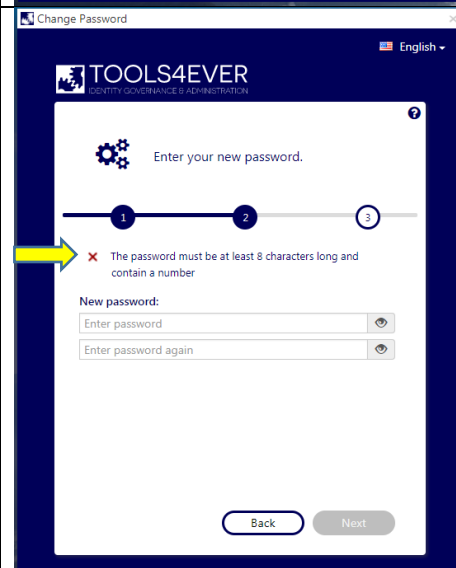 Change Password
English
TOOLS4EVER
IDENTITY GOVERNANCE & ADMINISTRATION
Enter your new password.
1 2 3
The password must be at least 8 characters long and
contain a number
New password:
Enter password
Enter password again
Back Next